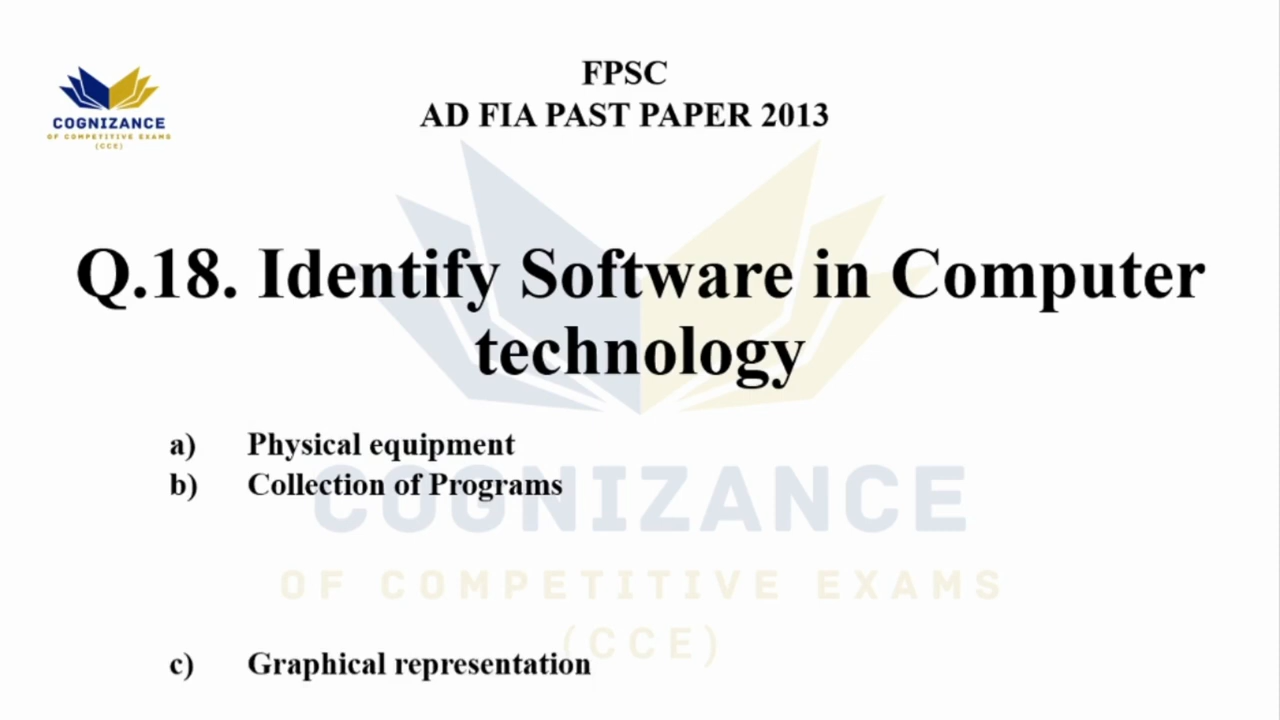 COGNIZANCE
OF COMPETITIVE EXAMS
(CCE)
FPSC
AD FIA PAST PAPER 2013
Q.18. Identify Software in Computer
technology
a) Physical equipment
b) Collection of Programs
COGNIZANCE
OF COMPETITIVE EXAMS
(CCE)
c) Graphical representation